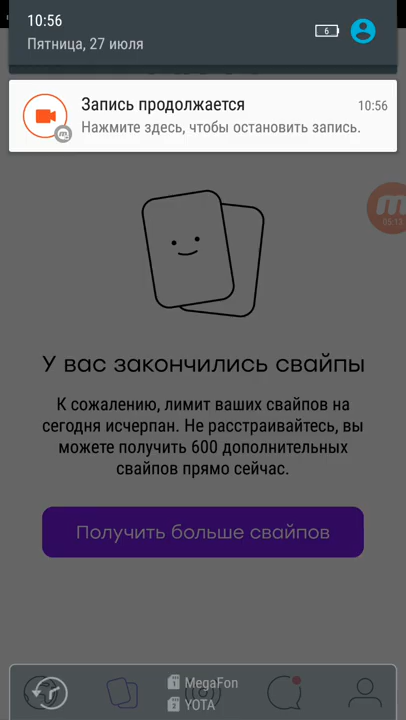 10:56
Пятница, 27 июля
6
Запись продолжается
10:56
Нажмите здесь, чтобы остановить запись.
05:13
У вас закончились свайпы
К сожалению, лимит ваших свайпов на
сегодня исчерпан. Не расстраивайтесь, вы
можете получить 600 дополнительных
свайпов прямо сейчас.
Получить больше свайпов
1 MegaFon
2 YOTA